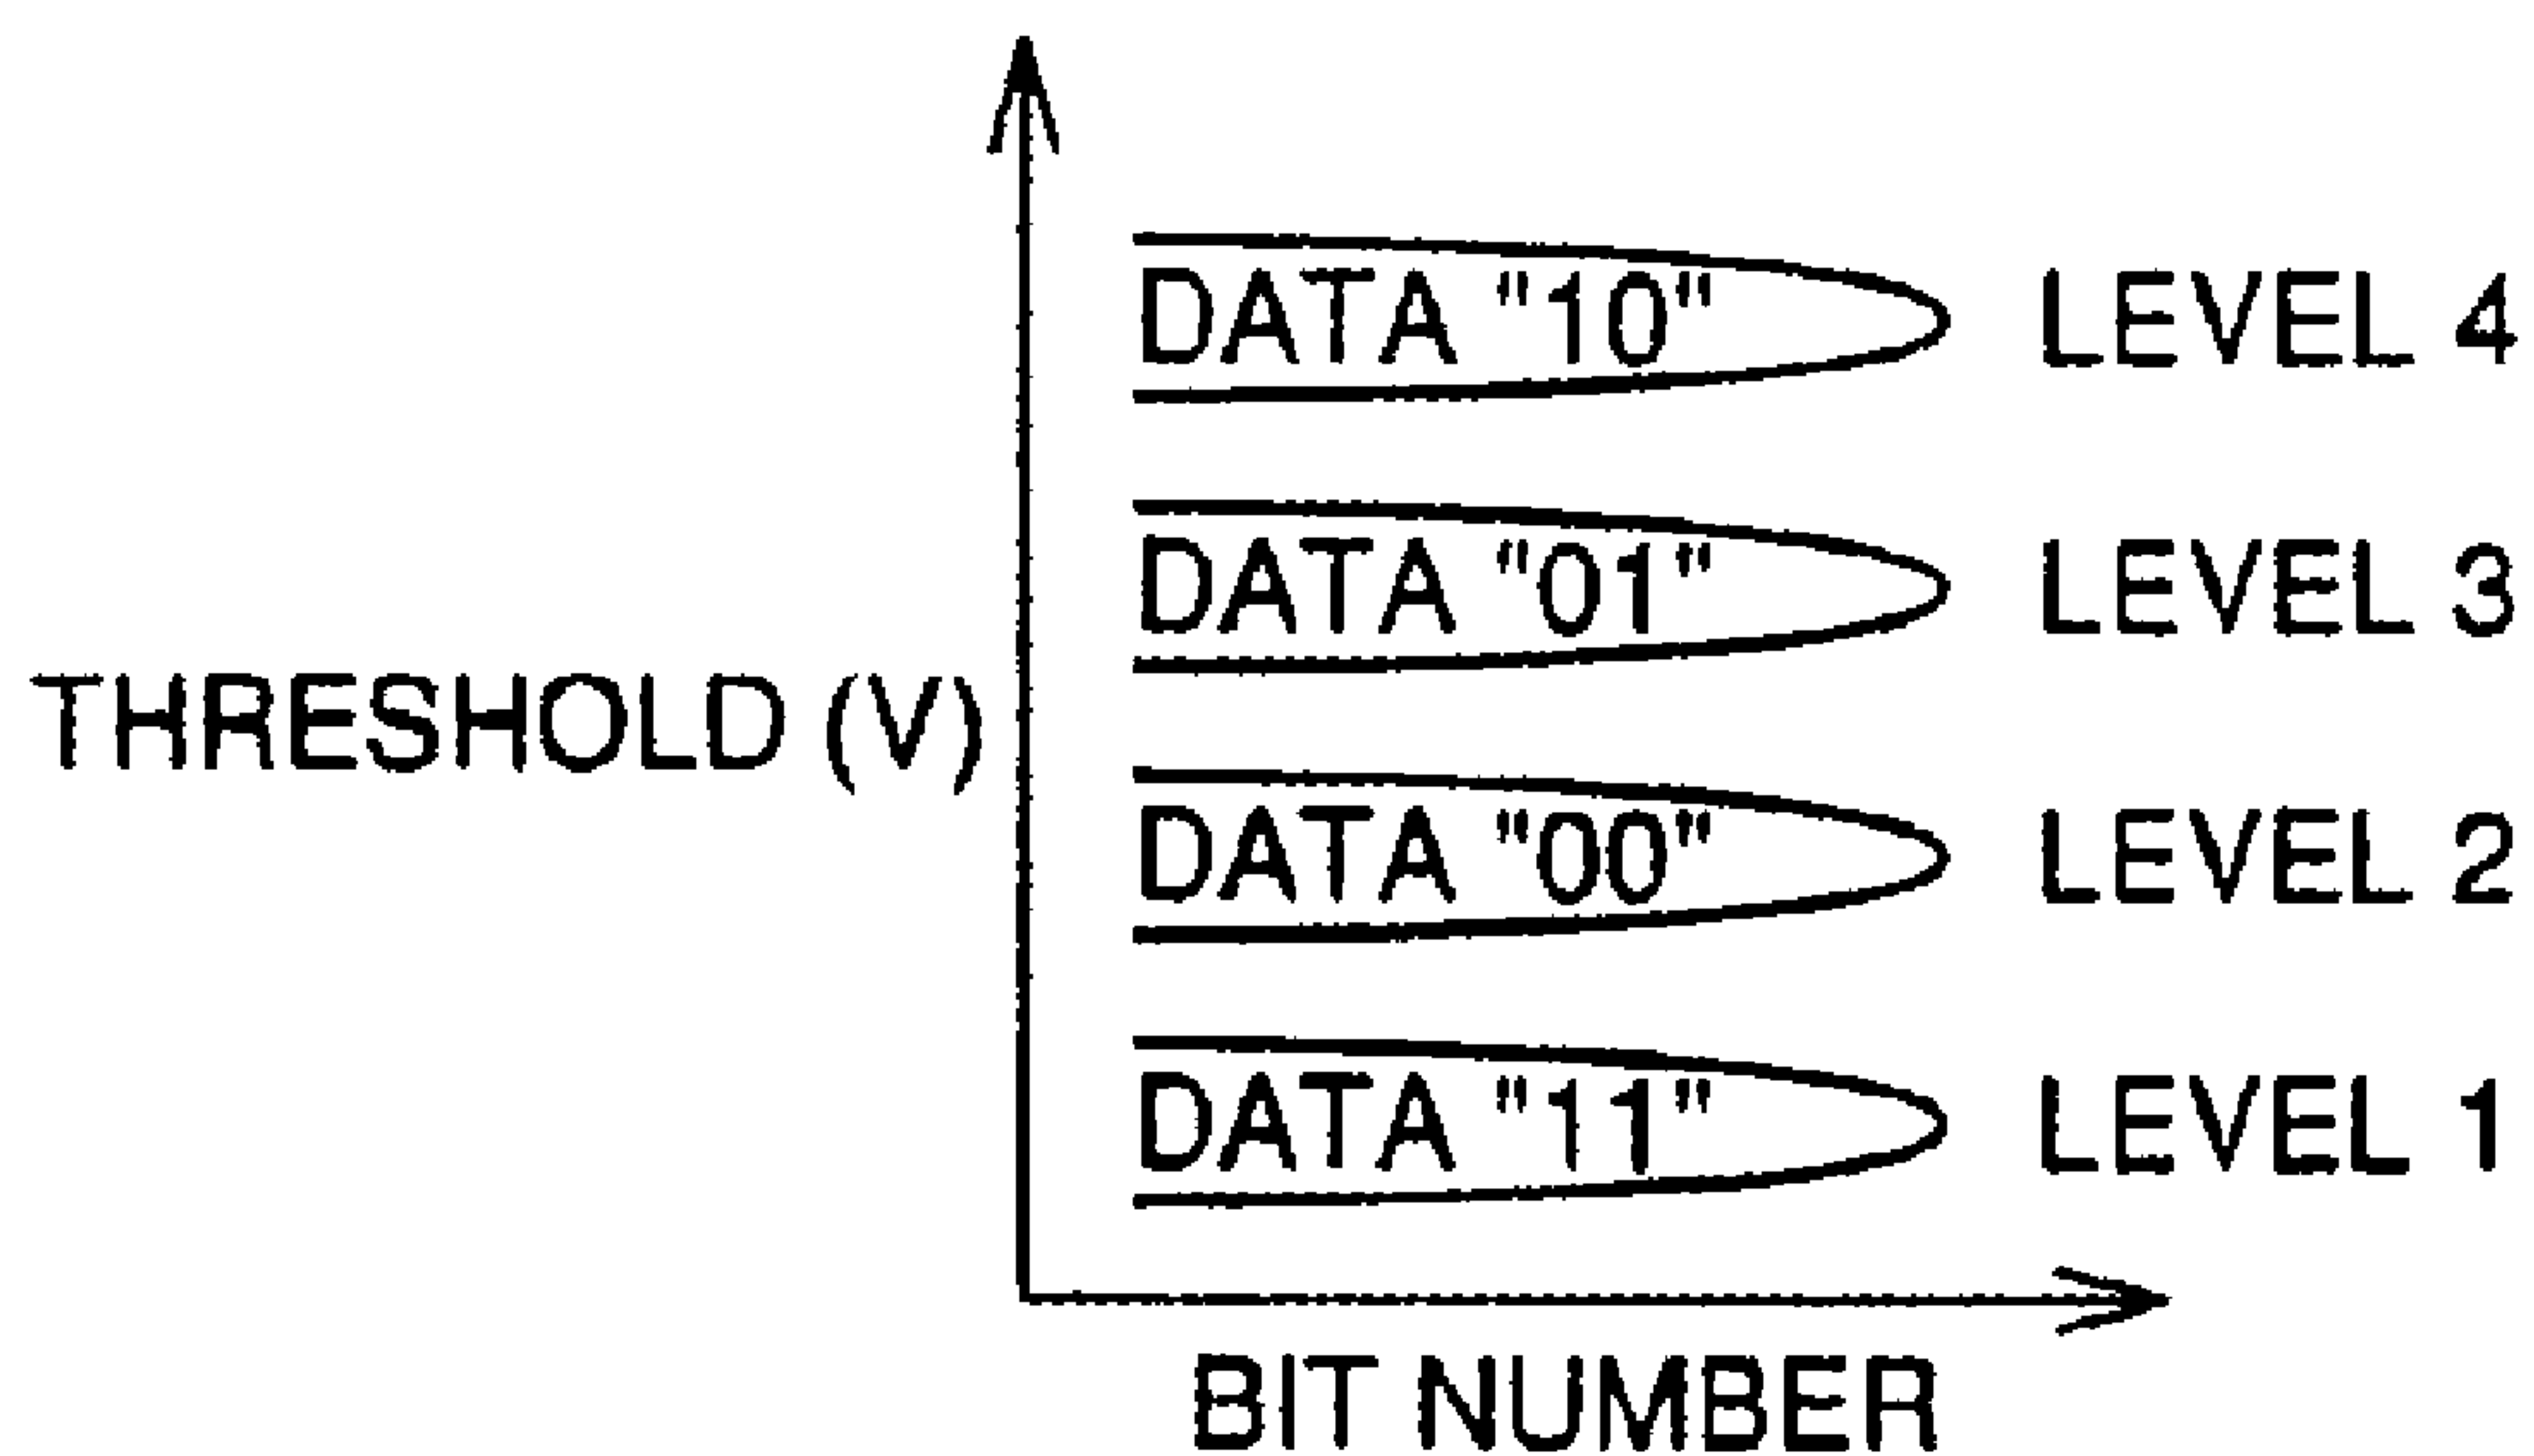 DATA "10" LEVEL 4
DATA "01" LEVEL 3
THRESHOLD (V)
DATA "00" LEVEL 2
DATA "11" LEVEL 1
BIT NUMBER